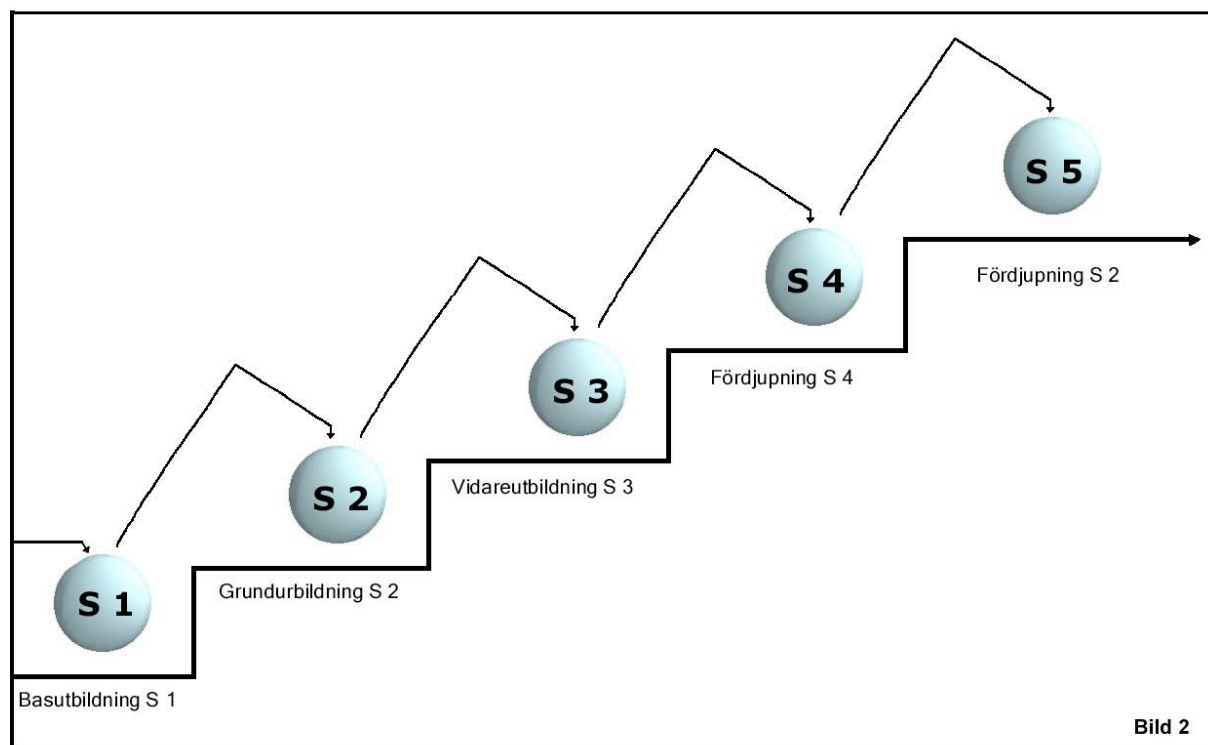 S 5
Fördjupning S 2
S 4
Fördjupning S 4
S 3
Vidareutbildning S 3
S 2
Grundurbildning S 2
S 1
Basutbildning S 1
Bild 2